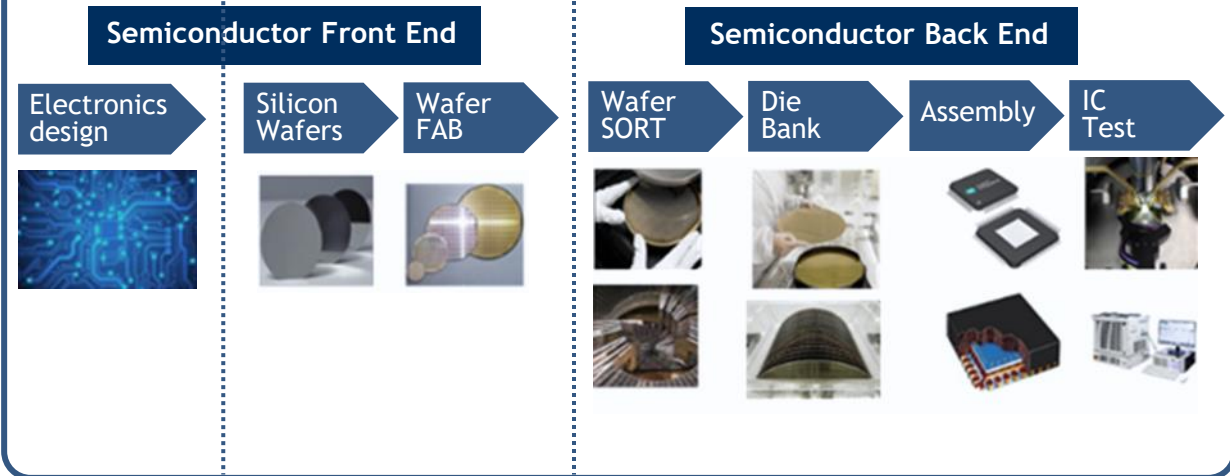 Semiconductor Front End
Semiconductor Back End
Electronics
design
Silicon
Wafers
Wafer
FAB
Wafer
SORT
Die
Bank
Assembly
IC
Test